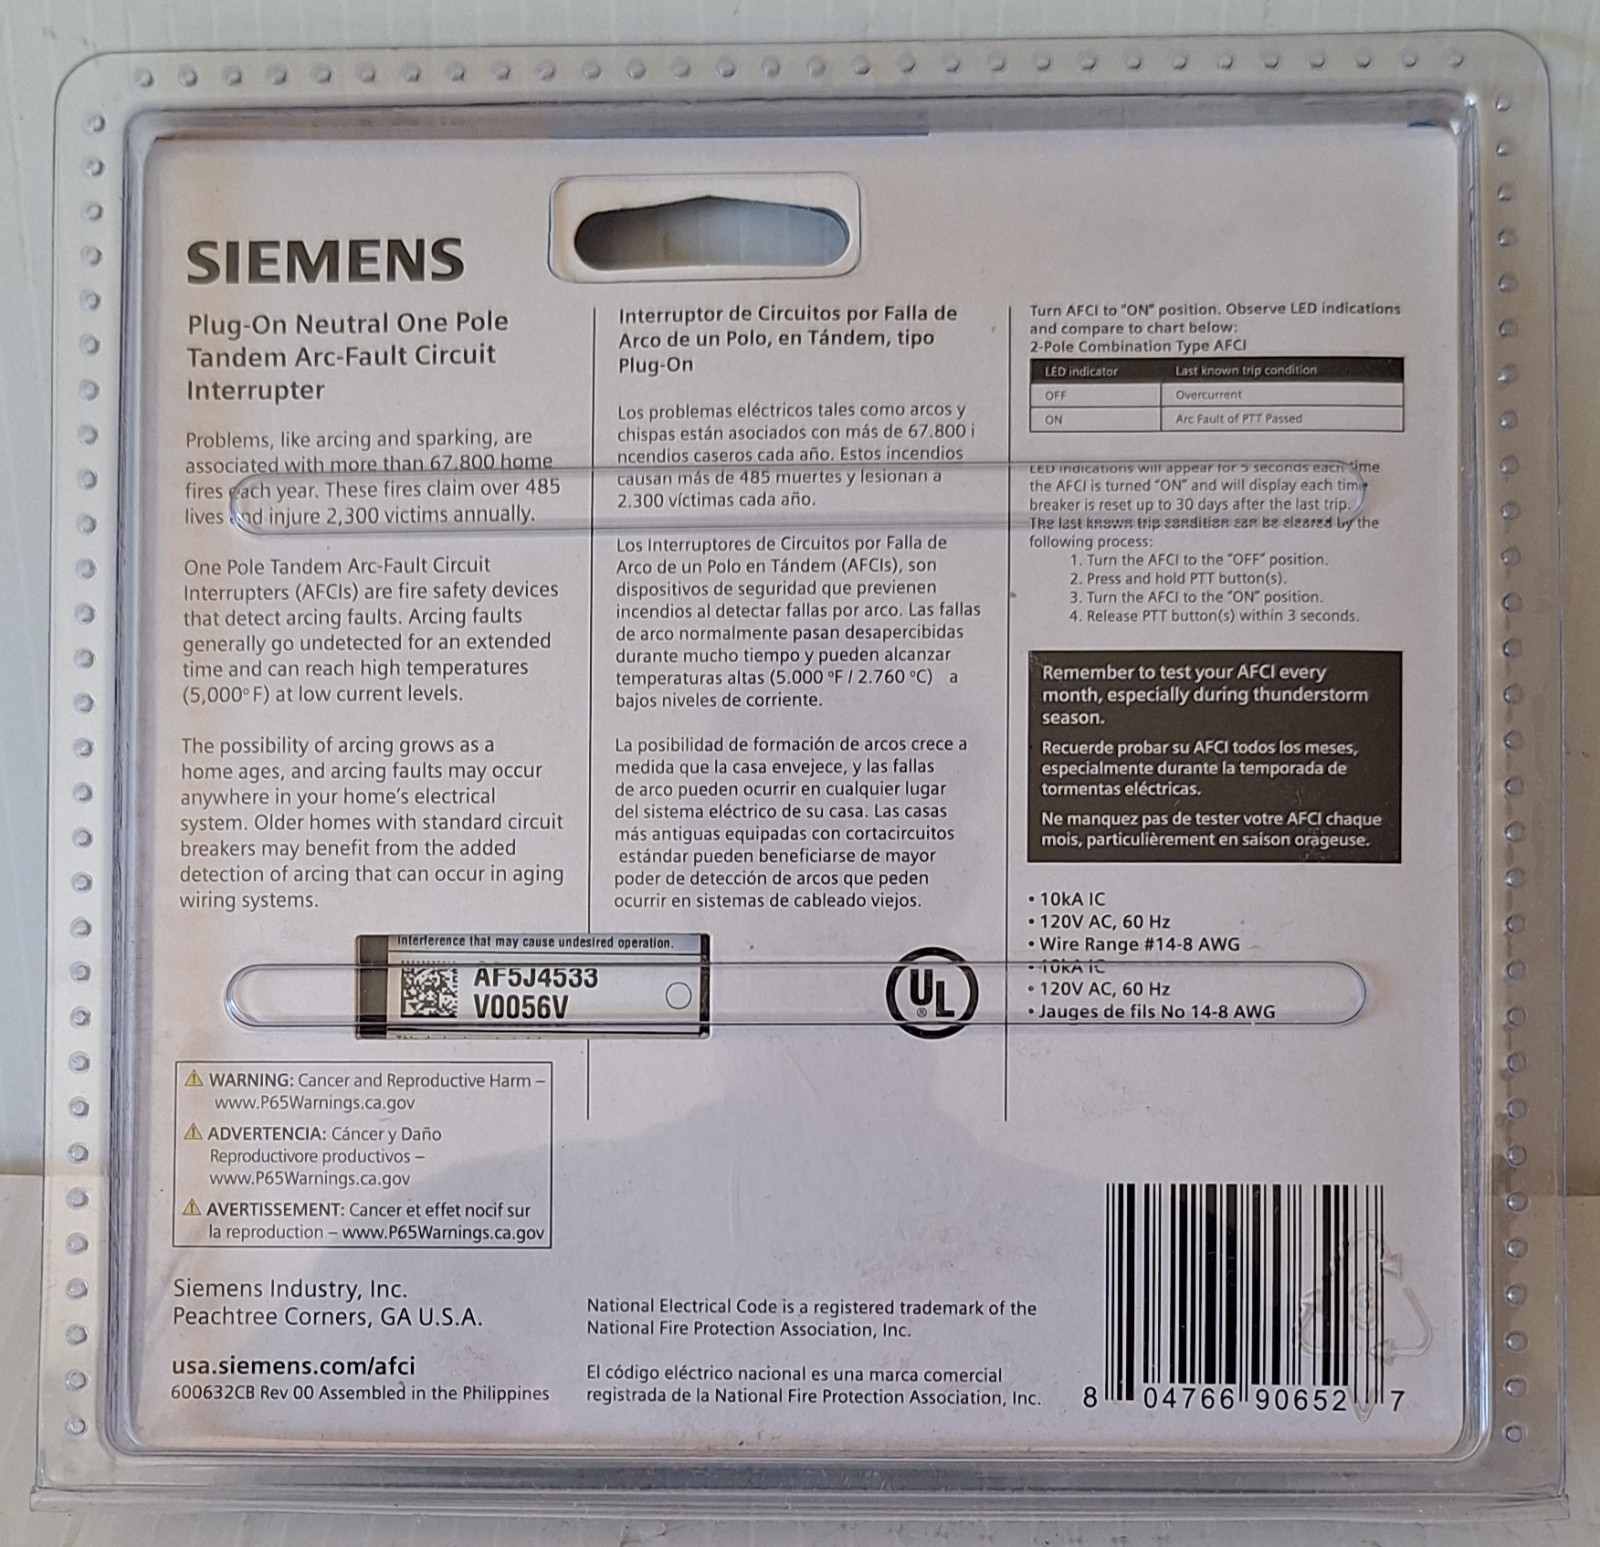 SIEMENS
Plug-On Neutral One Pole
Tandem Arc-Fault Circuit
Interrupter
Problems, like arcing and sparking, are
associated with more than 67,800 home
fires each year. These fires claim over 485
lives and injure 2,300 victims annually.
One Pole Tandem Arc-Fault Circuit
Interrupters (AFCIs) are fire safety devices
that detect arcing faults. Arcing faults
generally go undetected for an extended
time and can reach high temperatures
(5,000° F) at low current levels.
The possibility of arcing grows as a
home ages, and arcing faults may occur
anywhere in your home's electrical
system. Older homes with standard circuit
breakers may benefit from the added
detection of arcing that can occur in aging
wiring systems.
Interruptor de Circuitos por Falla de
Arco de un Polo, en Tándem, tipo
Plug-On
Los problemas eléctricos tales como arcos y
chispas están asociados con más de 67.800 i
ncendios caseros cada año. Estos incendios
causan más de 485 muertes y lesionan a
2.300 víctimas cada año.
Los Interruptores de Circuitos por Falla de
Arco de un Polo en Tándem (AFCIs), son
dispositivos de seguridad que previenen
incendios al detectar fallas por arco. Las fallas
de arco normalmente pasan desapercibidas
durante mucho tiempo y pueden alcanzar
temperaturas altas (5.000 ºF / 2.760 ºC) a
bajos niveles de corriente.
La posibilidad de formación de arcos crece a
medida que la casa envejece, y las fallas
de arco pueden ocurrir en cualquier lugar
del sistema eléctrico de su casa. Las casas
más antiguas equipadas con cortacircuitos
estándar pueden beneficiarse de mayor
poder de detección de arcos que peden
ocurrir en sistemas de cableado viejos.
Turn AFCI to "ON" position. Observe LED indications
and compare to chart below:
2-Pole Combination Type AFCI
LED indicator Last known trip condition
OFF Overcurrent
ON Arc Fault of PTT Passed
LED indications will appear for 5 seconds each time
the AFCI is turned "ON" and will display each time
breaker is reset up to 30 days after the last trip.
The last known trip condition can be cleared by the
following process:
1. Turn the AFCI to the "OFF" position.
2. Press and hold PTT button(s).
3. Turn the AFCI to the "ON" position.
4. Release PTT button(s) within 3 seconds.
Remember to test your AFCI every
month, especially during thunderstorm
season.
Recuerde probar su AFCI todos los meses,
especialmente durante la temporada de
tormentas eléctricas.
Ne manquez pas de tester votre AFCI chaque
mois, particulièrement en saison orageuse.
• 10kA IC
• 120V AC, 60 Hz
• Wire Range #14-8 AWG
• 10kA IC
• 120V AC, 60 Hz
• Jauges de fils No 14-8 AWG
interference that may cause undesired operation.
AF5J4533
V0056V
UL
®
⚠ WARNING: Cancer and Reproductive Harm –
www.P65Warnings.ca.gov
⚠ ADVERTENCIA: Cáncer y Daño
Reproductivore productivos –
www.P65Warnings.ca.gov
⚠ AVERTISSEMENT: Cancer et effet nocif sur
la reproduction – www.P65Warnings.ca.gov
Siemens Industry, Inc.
Peachtree Corners, GA U.S.A.
usa.siemens.com/afci
600632CB Rev 00 Assembled in the Philippines
National Electrical Code is a registered trademark of the
National Fire Protection Association, Inc.
El código eléctrico nacional es una marca comercial
registrada de la National Fire Protection Association, Inc.
8 04766 90652 7